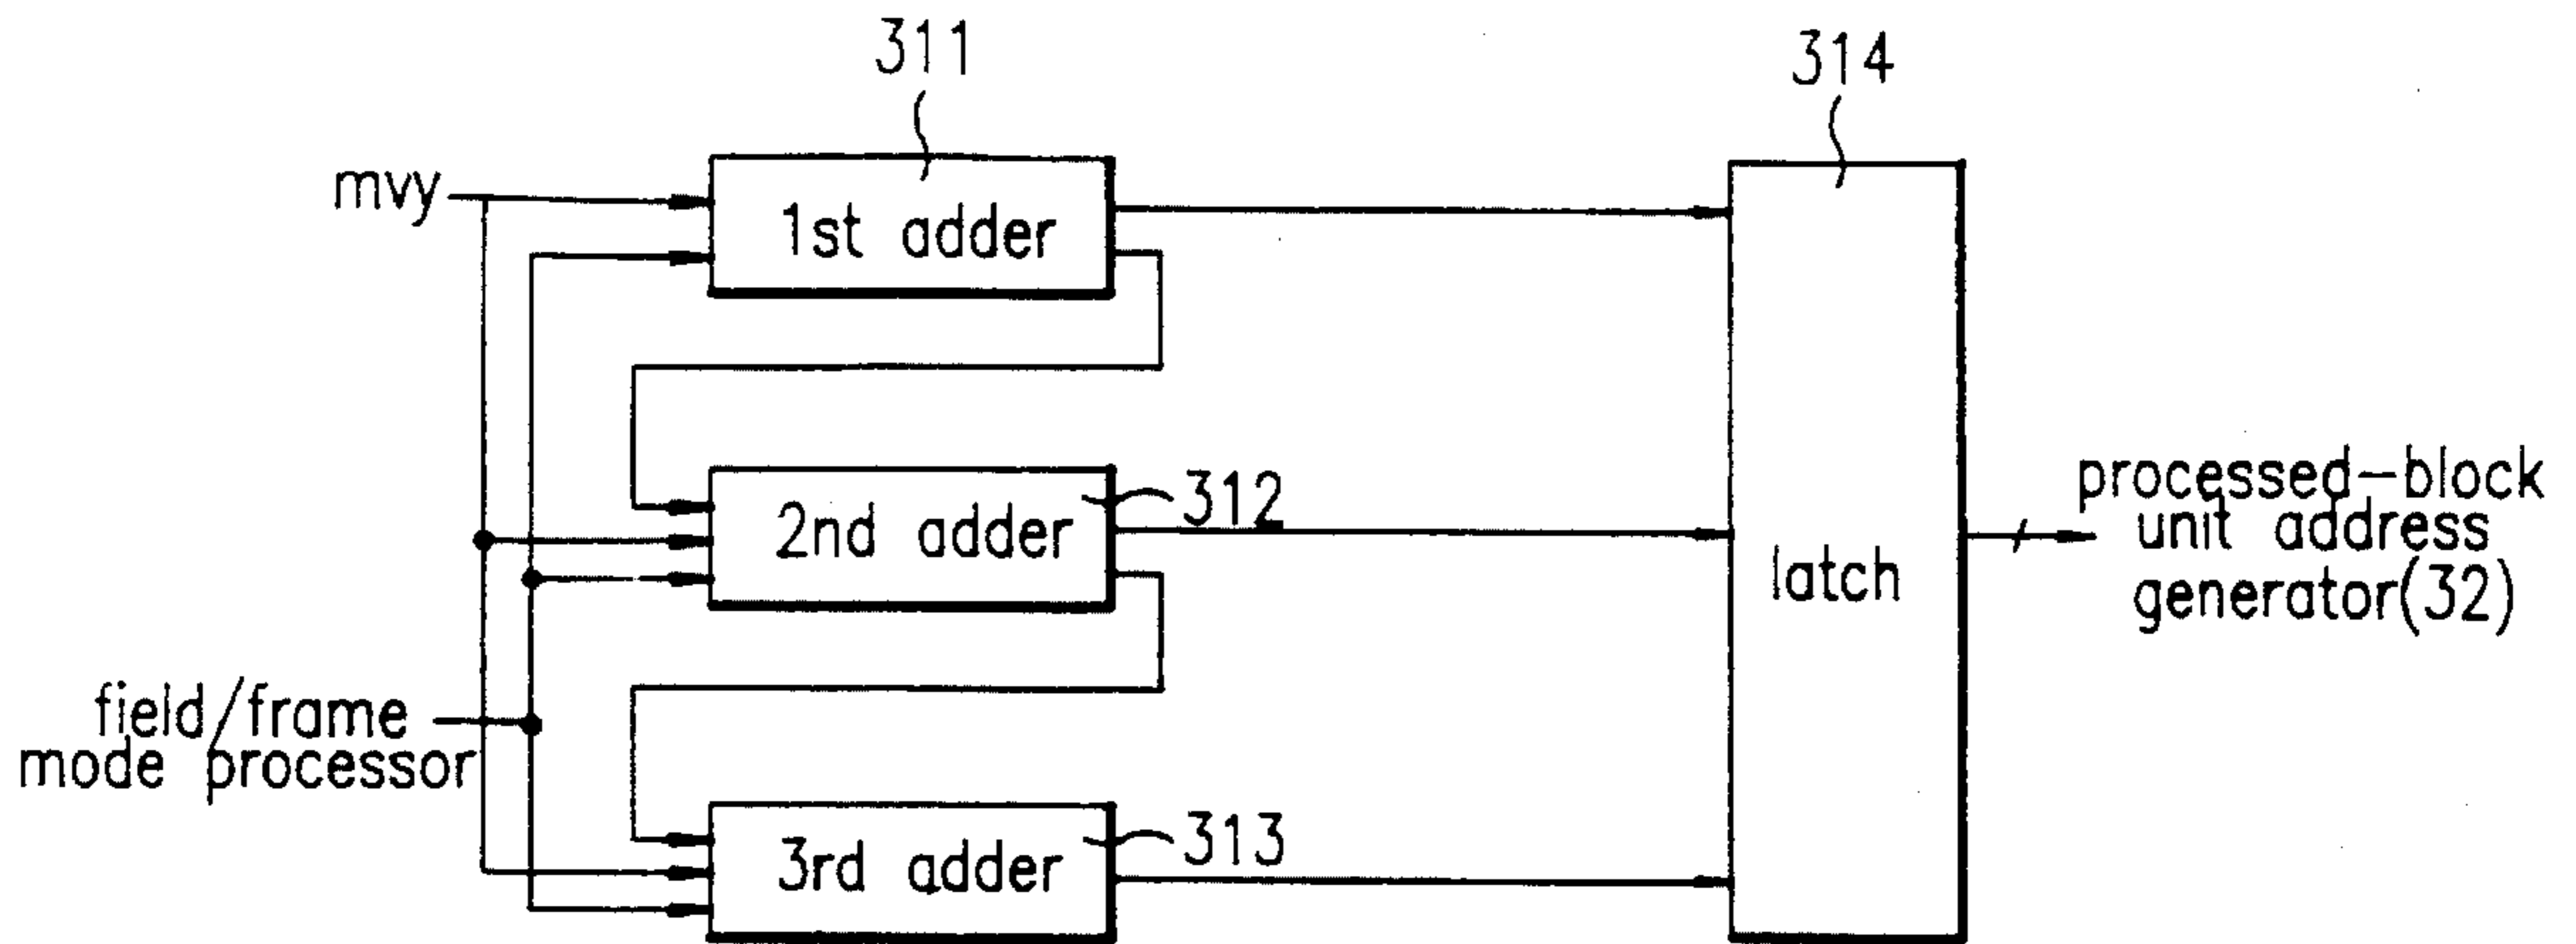 311
314
mvy
1st adder
312
2nd adder
latch
processed-block
unit address
generator(32)
field/frame
mode processor
313
3rd adder